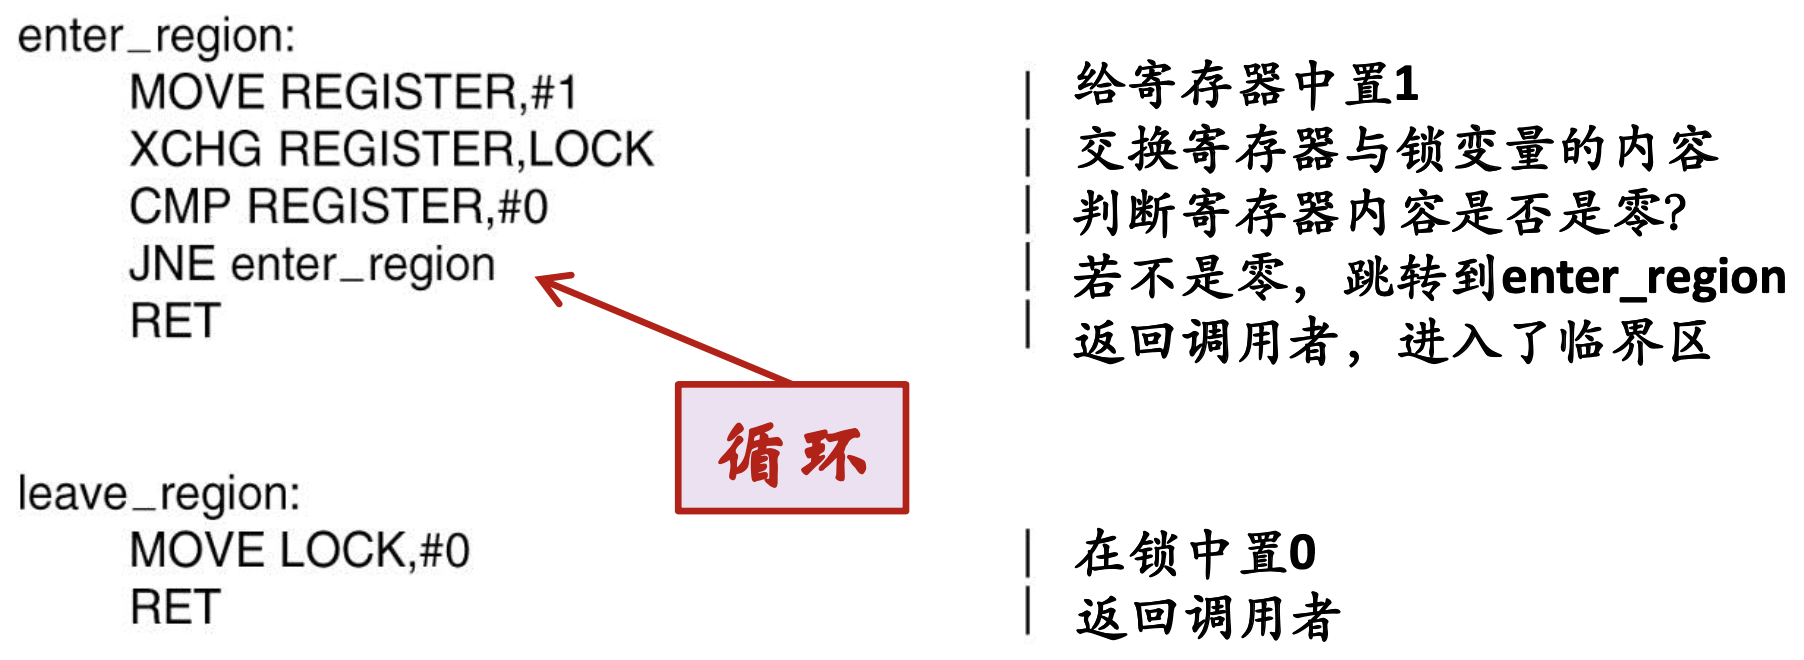 enter_region:
MOVE REGISTER,#1 | 给寄存器中置1
XCHG REGISTER,LOCK | 交换寄存器与锁变量的内容
CMP REGISTER,#0 | 判断寄存器内容是否是零？
JNE enter_region | 若不是零，跳转到enter_region
RET | 返回调用者，进入了临界区
循环
leave_region:
MOVE LOCK,#0 | 在锁中置0
RET | 返回调用者